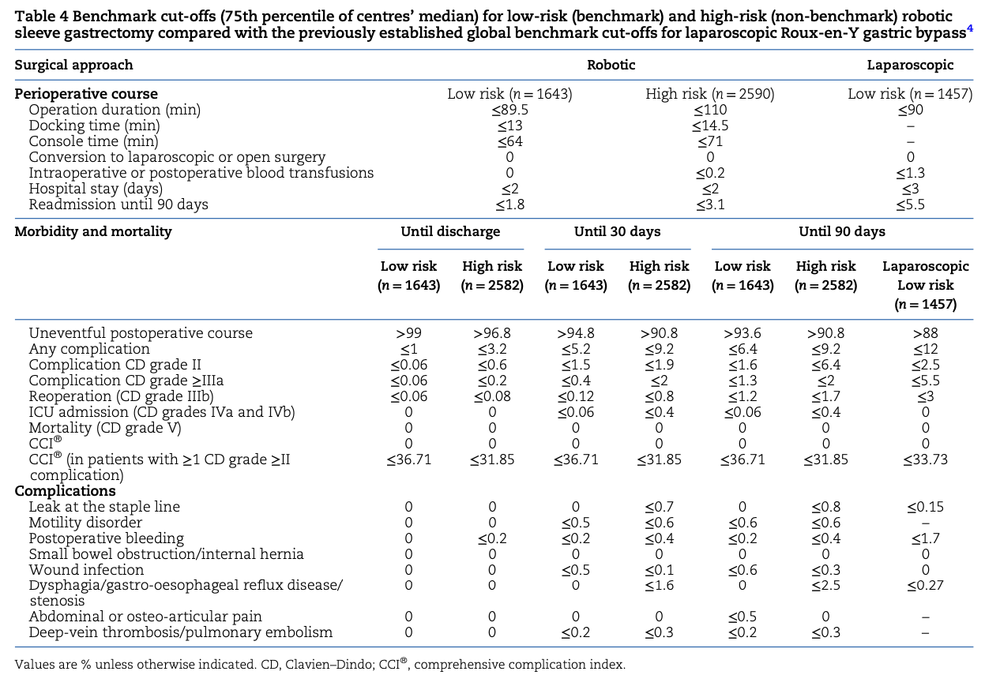 Table 4 Benchmark cut-offs (75th percentile of centres’ median) for low-risk (benchmark) and high-risk (non-benchmark) robotic
sleeve gastrectomy compared with the previously established global benchmark cut-offs for laparoscopic Roux-en-Y gastric bypass4
Surgical approach Robotic Laparoscopic
Perioperative course Low risk (n = 1643) High risk (n = 2590) Low risk (n = 1457)
Operation duration (min) ≤89.5 ≤110 ≤90
Docking time (min) ≤13 ≤14.5 –
Console time (min) ≤64 ≤71 –
Conversion to laparoscopic or open surgery 0 0 0
Intraoperative or postoperative blood transfusions 0 ≤0.2 ≤1.3
Hospital stay (days) ≤2 ≤2 ≤3
Readmission until 90 days ≤1.8 ≤3.1 ≤5.5
Morbidity and mortality Until discharge Until 30 days Until 90 days
Low risk High risk Low risk High risk Low risk High risk Laparoscopic
(n = 1643) (n = 2582) (n = 1643) (n = 2582) (n = 1643) (n = 2582) Low risk
(n = 1457)
Uneventful postoperative course >99 >96.8 >94.8 >90.8 >93.6 >90.8 >88
Any complication ≤1 ≤3.2 ≤5.2 ≤9.2 ≤6.4 ≤9.2 ≤12
Complication CD grade II ≤0.06 ≤0.6 ≤1.5 ≤1.9 ≤1.6 ≤6.4 ≤2.5
Complication CD grade ≥IIIa ≤0.06 ≤0.2 ≤0.4 ≤2 ≤1.3 ≤2 ≤5.5
Reoperation (CD grade IIIb) ≤0.06 ≤0.08 ≤0.12 ≤0.8 ≤1.2 ≤1.7 ≤3
ICU admission (CD grades IVa and IVb) 0 0 ≤0.06 ≤0.4 ≤0.06 ≤0.4 0
Mortality (CD grade V) 0 0 0 0 0 0 0
CCI® 0 0 0 0 0 0 0
CCI® (in patients with ≥1 CD grade ≥II ≤36.71 ≤31.85 ≤36.71 ≤31.85 ≤36.71 ≤31.85 ≤33.73
complication)
Complications
Leak at the staple line 0 0 0 ≤0.7 0 ≤0.8 ≤0.15
Motility disorder 0 0 ≤0.5 ≤0.6 ≤0.6 ≤0.6 –
Postoperative bleeding 0 ≤0.2 ≤0.2 ≤0.4 ≤0.2 ≤0.4 ≤1.7
Small bowel obstruction/internal hernia 0 0 0 0 0 0 0
Wound infection 0 0 ≤0.5 ≤0.1 ≤0.6 ≤0.3 0
Dysphagia/gastro-oesophageal reflux disease/ 0 0 0 ≤1.6 0 ≤2.5 ≤0.27
stenosis
Abdominal or osteo-articular pain 0 0 0 0 ≤0.5 0 –
Deep-vein thrombosis/pulmonary embolism 0 0 ≤0.2 ≤0.3 ≤0.2 ≤0.3 –
Values are % unless otherwise indicated. CD, Clavien–Dindo; CCI®, comprehensive complication index.